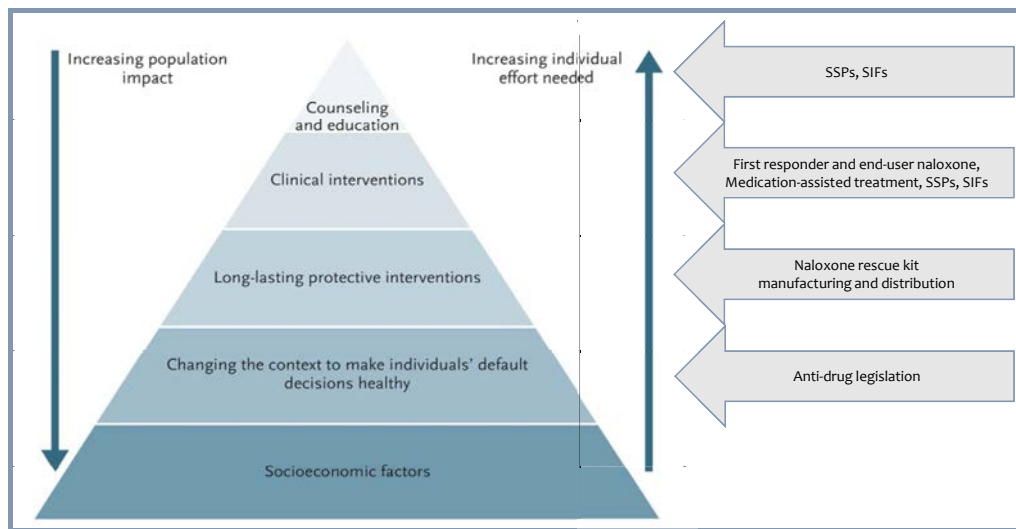 Increasing population
impact
Increasing individual
effort needed
SSPs, SIFs
Counseling
and education
First responder and end-user naloxone,
Medication-assisted treatment, SSPs, SIFs
Clinical interventions
Long-lasting protective interventions
Naloxone rescue kit
manufacturing and distribution
Changing the context to make individuals’ default
decisions healthy
Anti-drug legislation
Socioeconomic factors